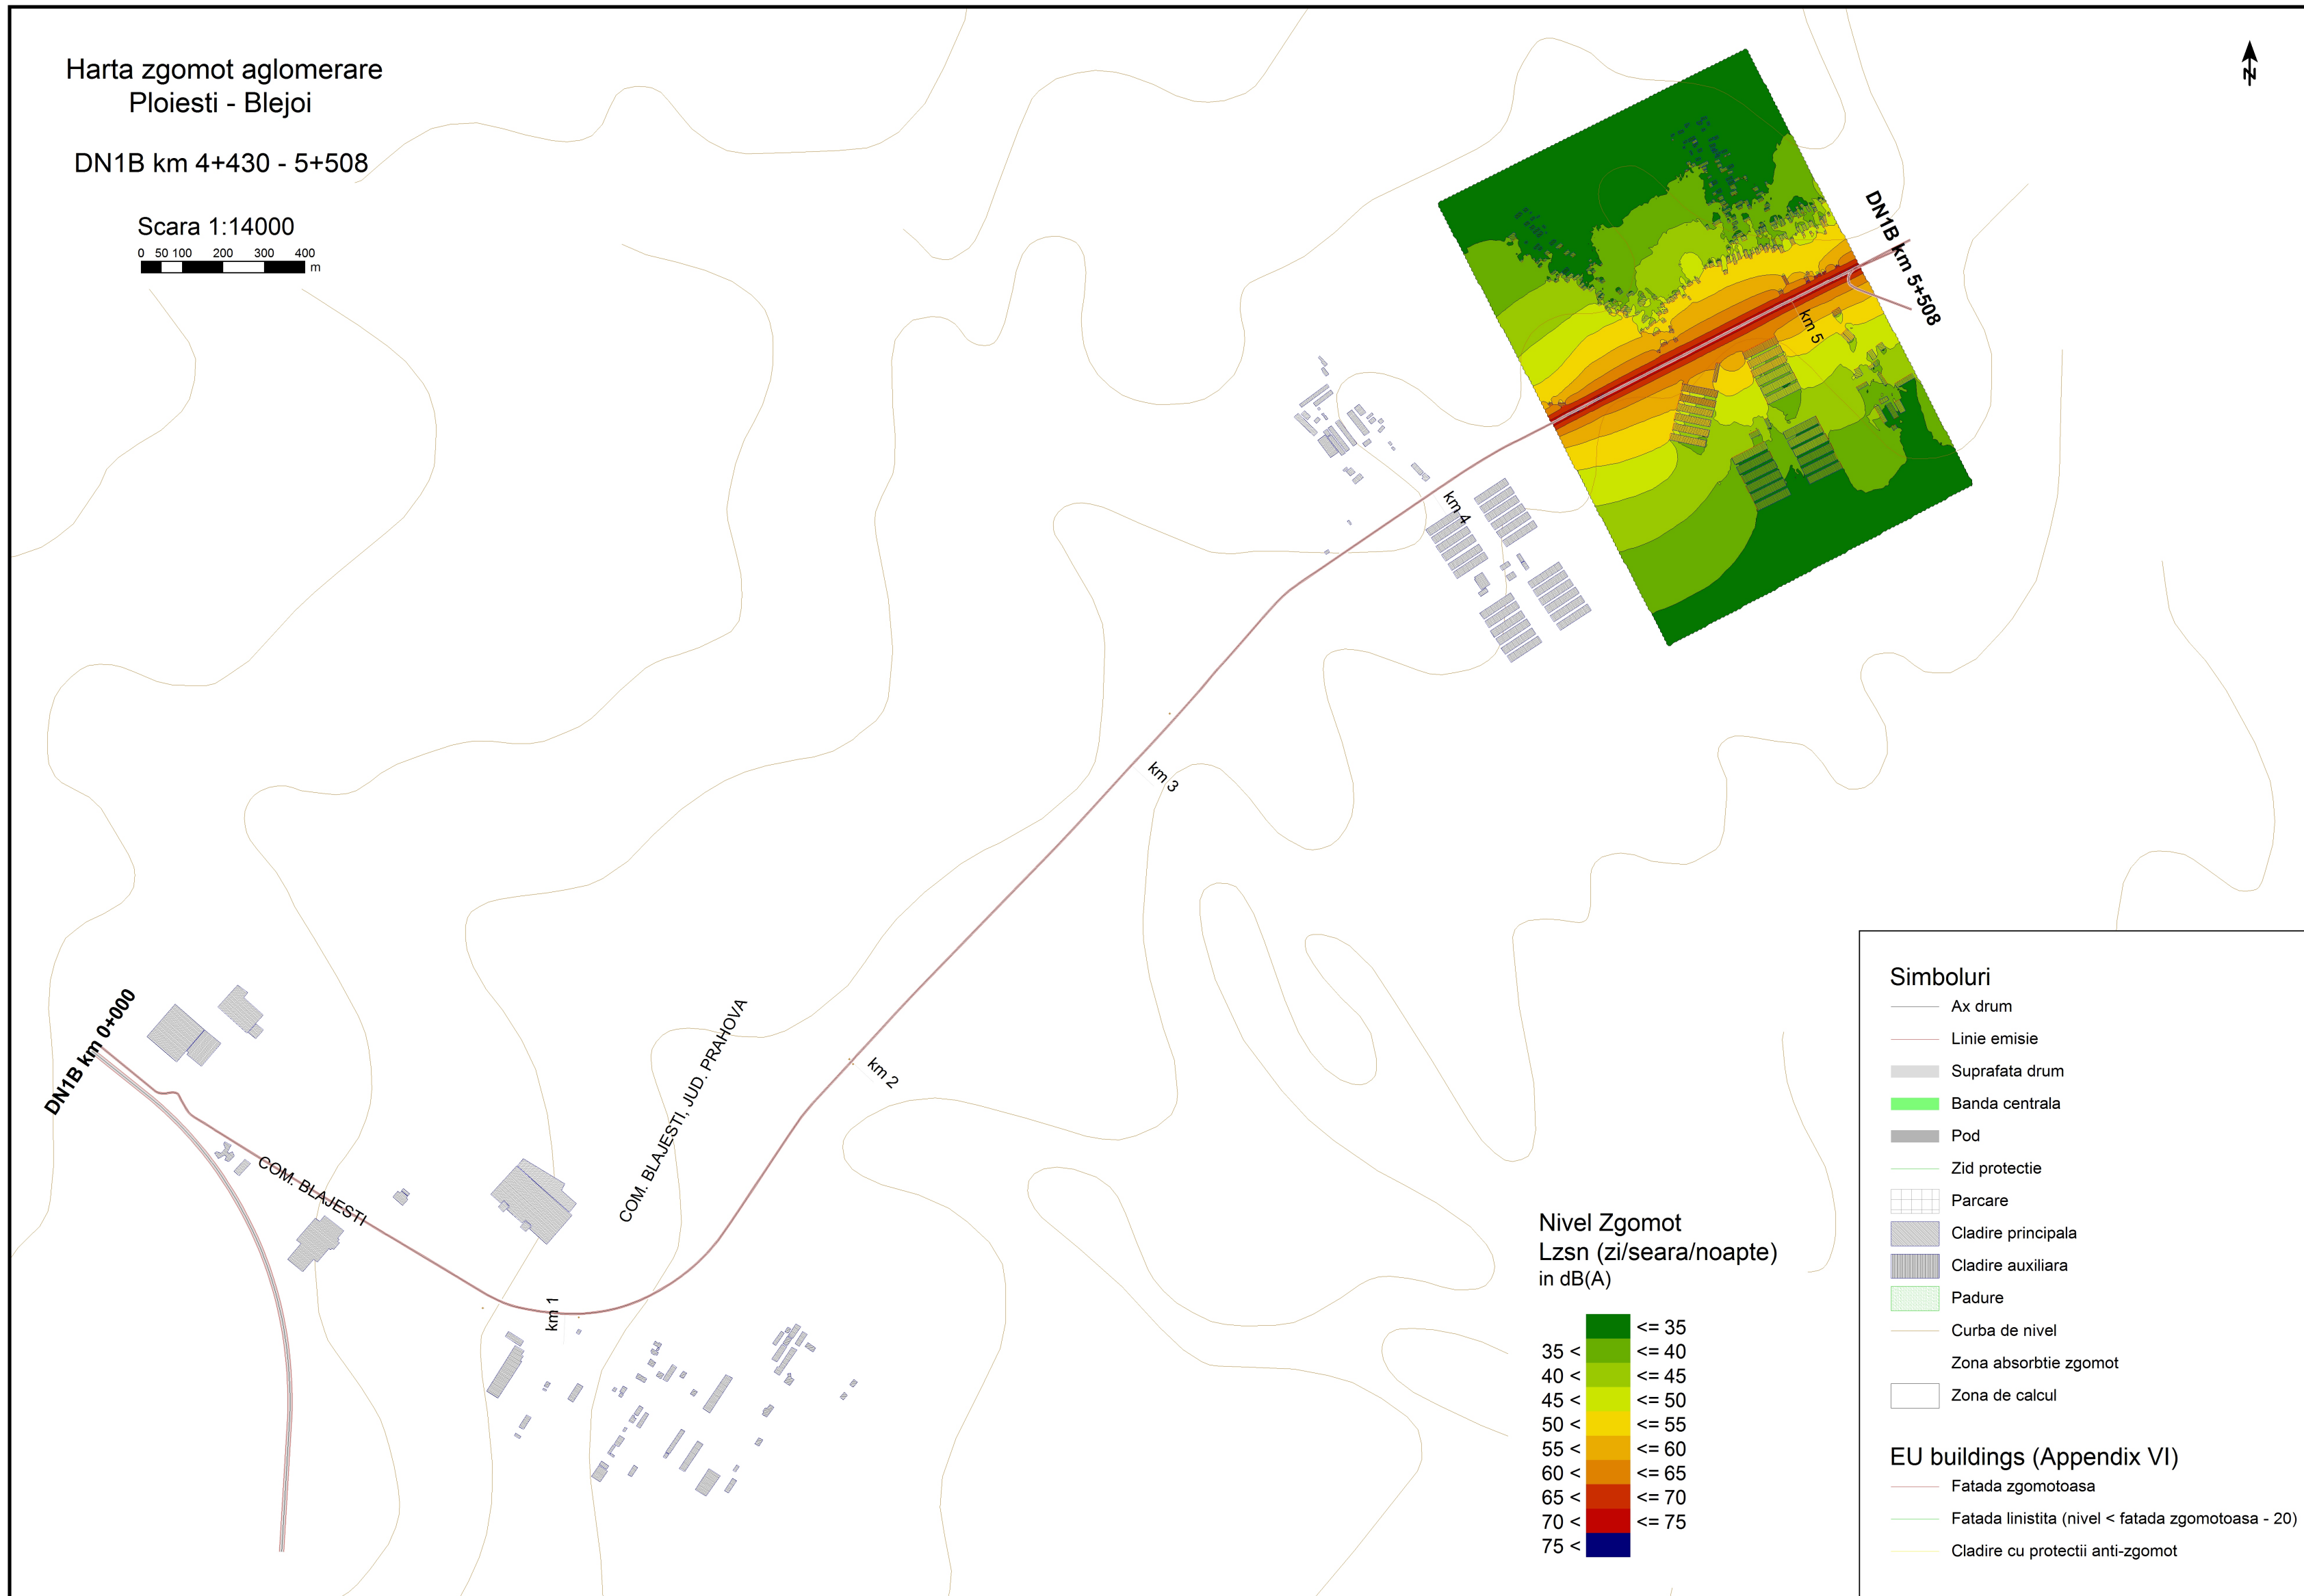 Harta zgomot aglomerare
Ploiesti - Blejoi
DN1B km 4+430 - 5+508
Scara 1:14000
0 50 100 200 300 400
m
N
DN1B km 5+508
km 5
km 4
km 3
km 2
COM. BLAJESTI, JUD. PRAHOVA
DN1B km 0+000
COM. BLAJESTI
km 1
Nivel Zgomot
Lzsn (zi/seara/noapte)
in dB(A)
<= 35
35 < <= 40
40 < <= 45
45 < <= 50
50 < <= 55
55 < <= 60
60 < <= 65
65 < <= 70
70 < <= 75
75 <
Simboluri
Ax drum
Linie emisie
Suprafata drum
Banda centrala
Pod
Zid protectie
Parcare
Cladire principala
Cladire auxiliara
Padure
Curba de nivel
Zona absorbtie zgomot
Zona de calcul
EU buildings (Appendix VI)
Fatada zgomotoasa
Fatada linistita (nivel < fatada zgomotoasa - 20)
Cladire cu protectii anti-zgomot